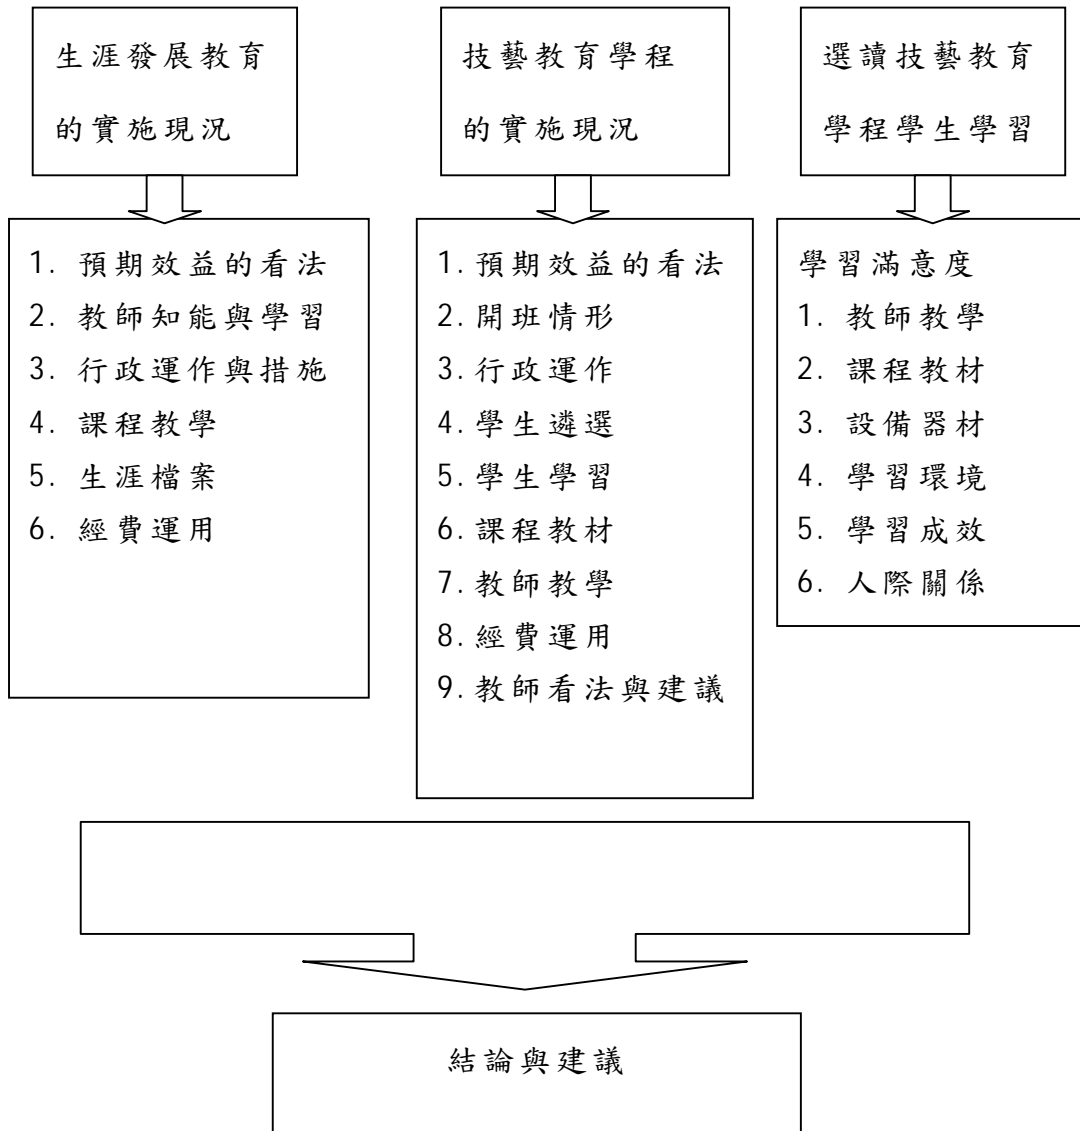 生涯發展教育
的實施現況
技藝教育學程
的實施現況
選讀技藝教育
學程學生學習
1. 預期效益的看法
2. 教師知能與學習
3. 行政運作與措施
4. 課程教學
5. 生涯檔案
6. 經費運用
1.預期效益的看法
2.開班情形
3.行政運作
4.學生遴選
5.學生學習
6.課程教材
7.教師教學
8.經費運用
9.教師看法與建議
學習滿意度
1. 教師教學
2. 課程教材
3. 設備器材
4. 學習環境
5. 學習成效
6. 人際關係
結論與建議